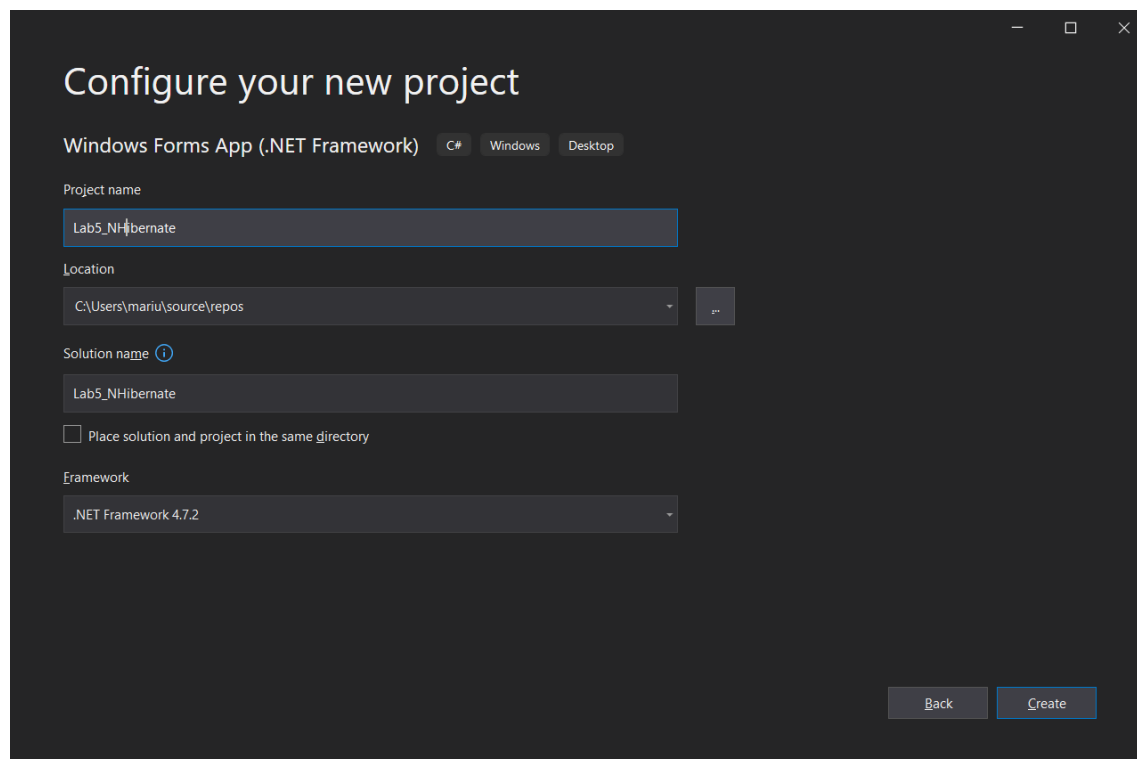 Configure your new project
Windows Forms App (.NET Framework) C# Windows Desktop
Project name
Lab5_NHibernate
Location
C:\Users\mariu\source\repos
...
Solution name
Lab5_NHibernate
Place solution and project in the same directory
Framework
.NET Framework 4.7.2
Back Create